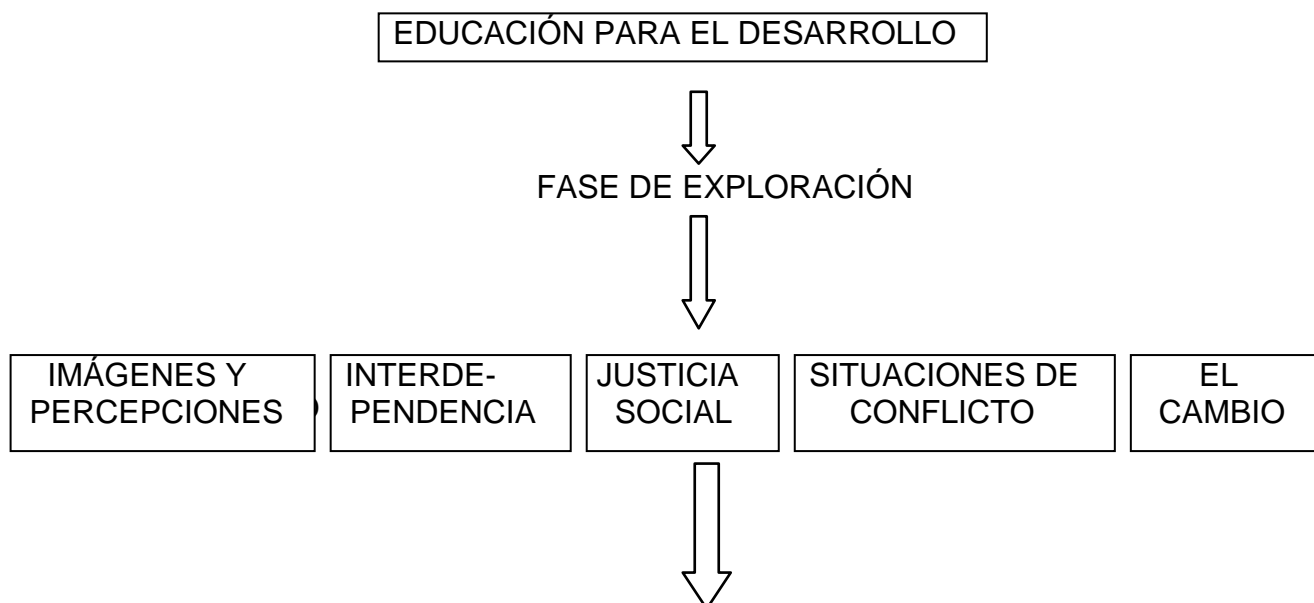 EDUCACIÓN PARA EL DESARROLLO
FASE DE EXPLORACIÓN
IMÁGENES Y
PERCEPCIONES
INTERDE-
PENDENCIA
JUSTICIA
SOCIAL
SITUACIONES DE
CONFLICTO
EL
CAMBIO